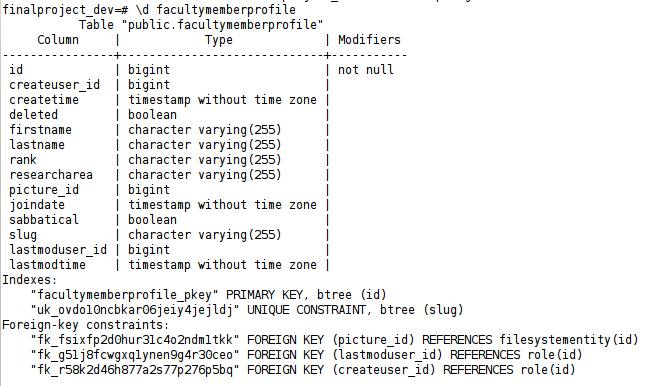 finalproject_dev=# \d facultymemberprofile
Table "public.facultymemberprofile"
Column | Type | Modifiers
---------------+-----------------------------+-----------
id | bigint | not null
createuser_id | bigint |
createtime | timestamp without time zone |
deleted | boolean |
firstname | character varying(255) |
lastname | character varying(255) |
rank | character varying(255) |
researcharea | character varying(255) |
picture_id | bigint |
joindate | timestamp without time zone |
sabbatical | boolean |
slug | character varying(255) |
lastmoduser_id | bigint |
lastmodtime | timestamp without time zone |
Indexes:
"facultymemberprofile_pkey" PRIMARY KEY, btree (id)
"uk_ovdo10ncbkar06jeiy4jejldj" UNIQUE CONSTRAINT, btree (slug)
Foreign-key constraints:
"fk_fsixfp2d0hur31c4o2ndm1tkk" FOREIGN KEY (picture_id) REFERENCES filesystementity(id)
"fk_g51j8fcwgxq1ynen9g4r30ceo" FOREIGN KEY (lastmoduser_id) REFERENCES role(id)
"fk_r58k2d46h877a2s77p276p5bq" FOREIGN KEY (createuser_id) REFERENCES role(id)